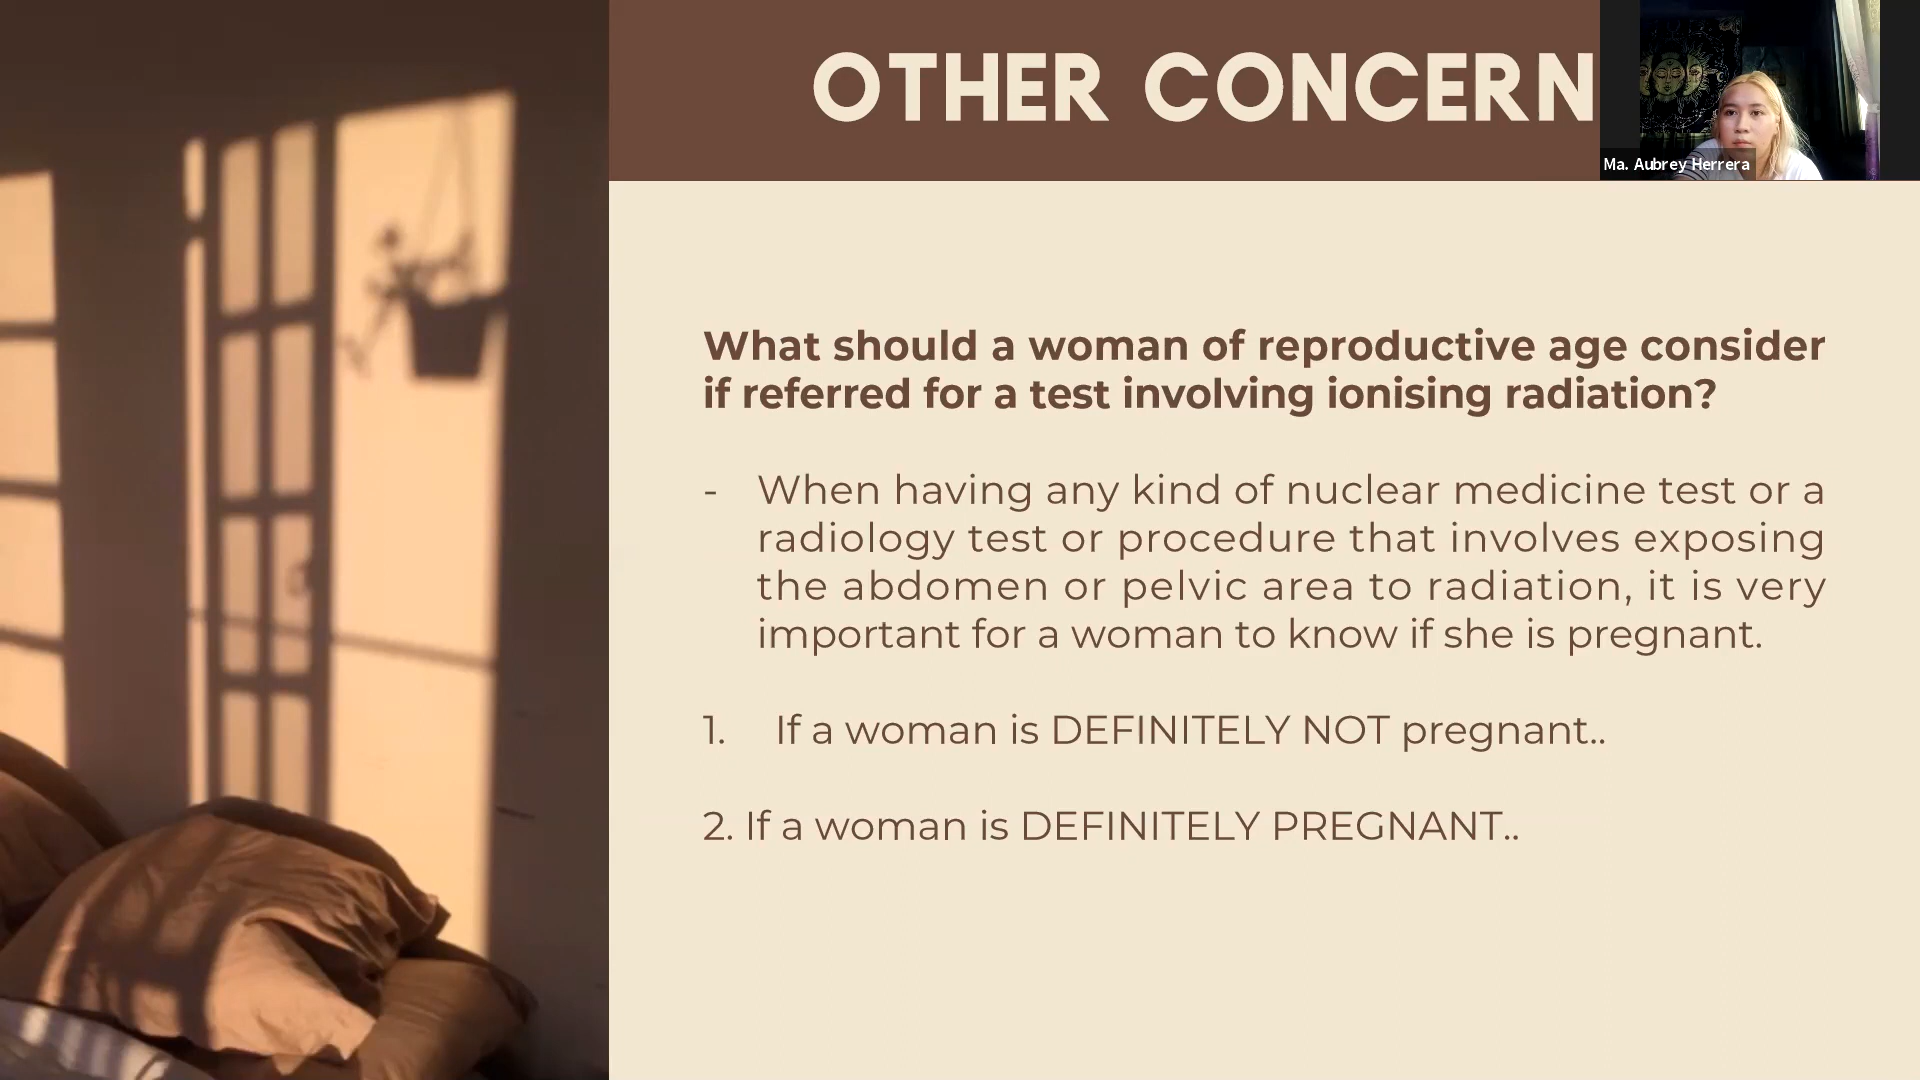 OTHER CONCERN
Ma. Aubrey Herrera
What should a woman of reproductive age consider
if referred for a test involving ionising radiation?
- When having any kind of nuclear medicine test or a
radiology test or procedure that involves exposing
the abdomen or pelvic area to radiation, it is very
important for a woman to know if she is pregnant.
1. If a woman is DEFINITELY NOT pregnant..
2. If a woman is DEFINITELY PREGNANT..